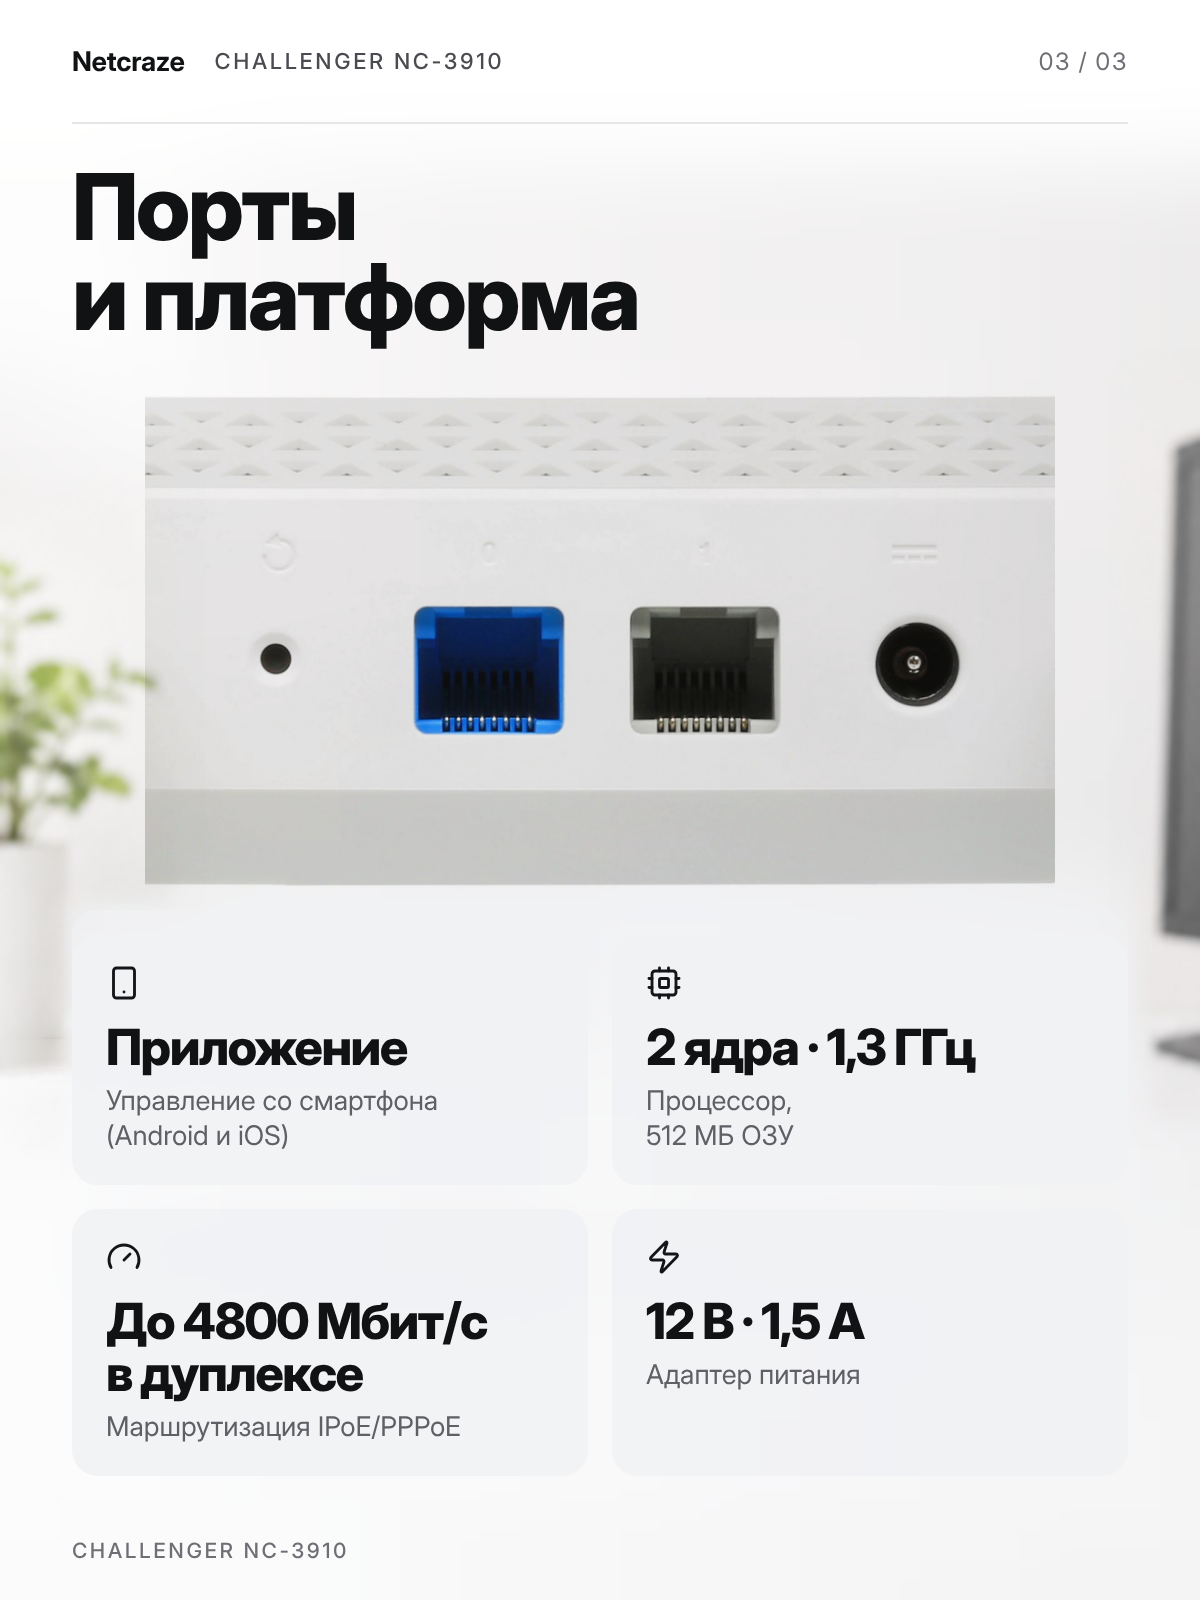 Netcraze CHALLENGER NC-3910 03 / 03
Порты
и платформа
0 1
Приложение
Управление со смартфона
(Android и iOS)
2 ядра · 1,3 ГГц
Процессор,
512 МБ ОЗУ
До 4800 Мбит/с
в дуплексе
Маршрутизация IPoE/PPPoE
12 В · 1,5 А
Адаптер питания
CHALLENGER NC-3910